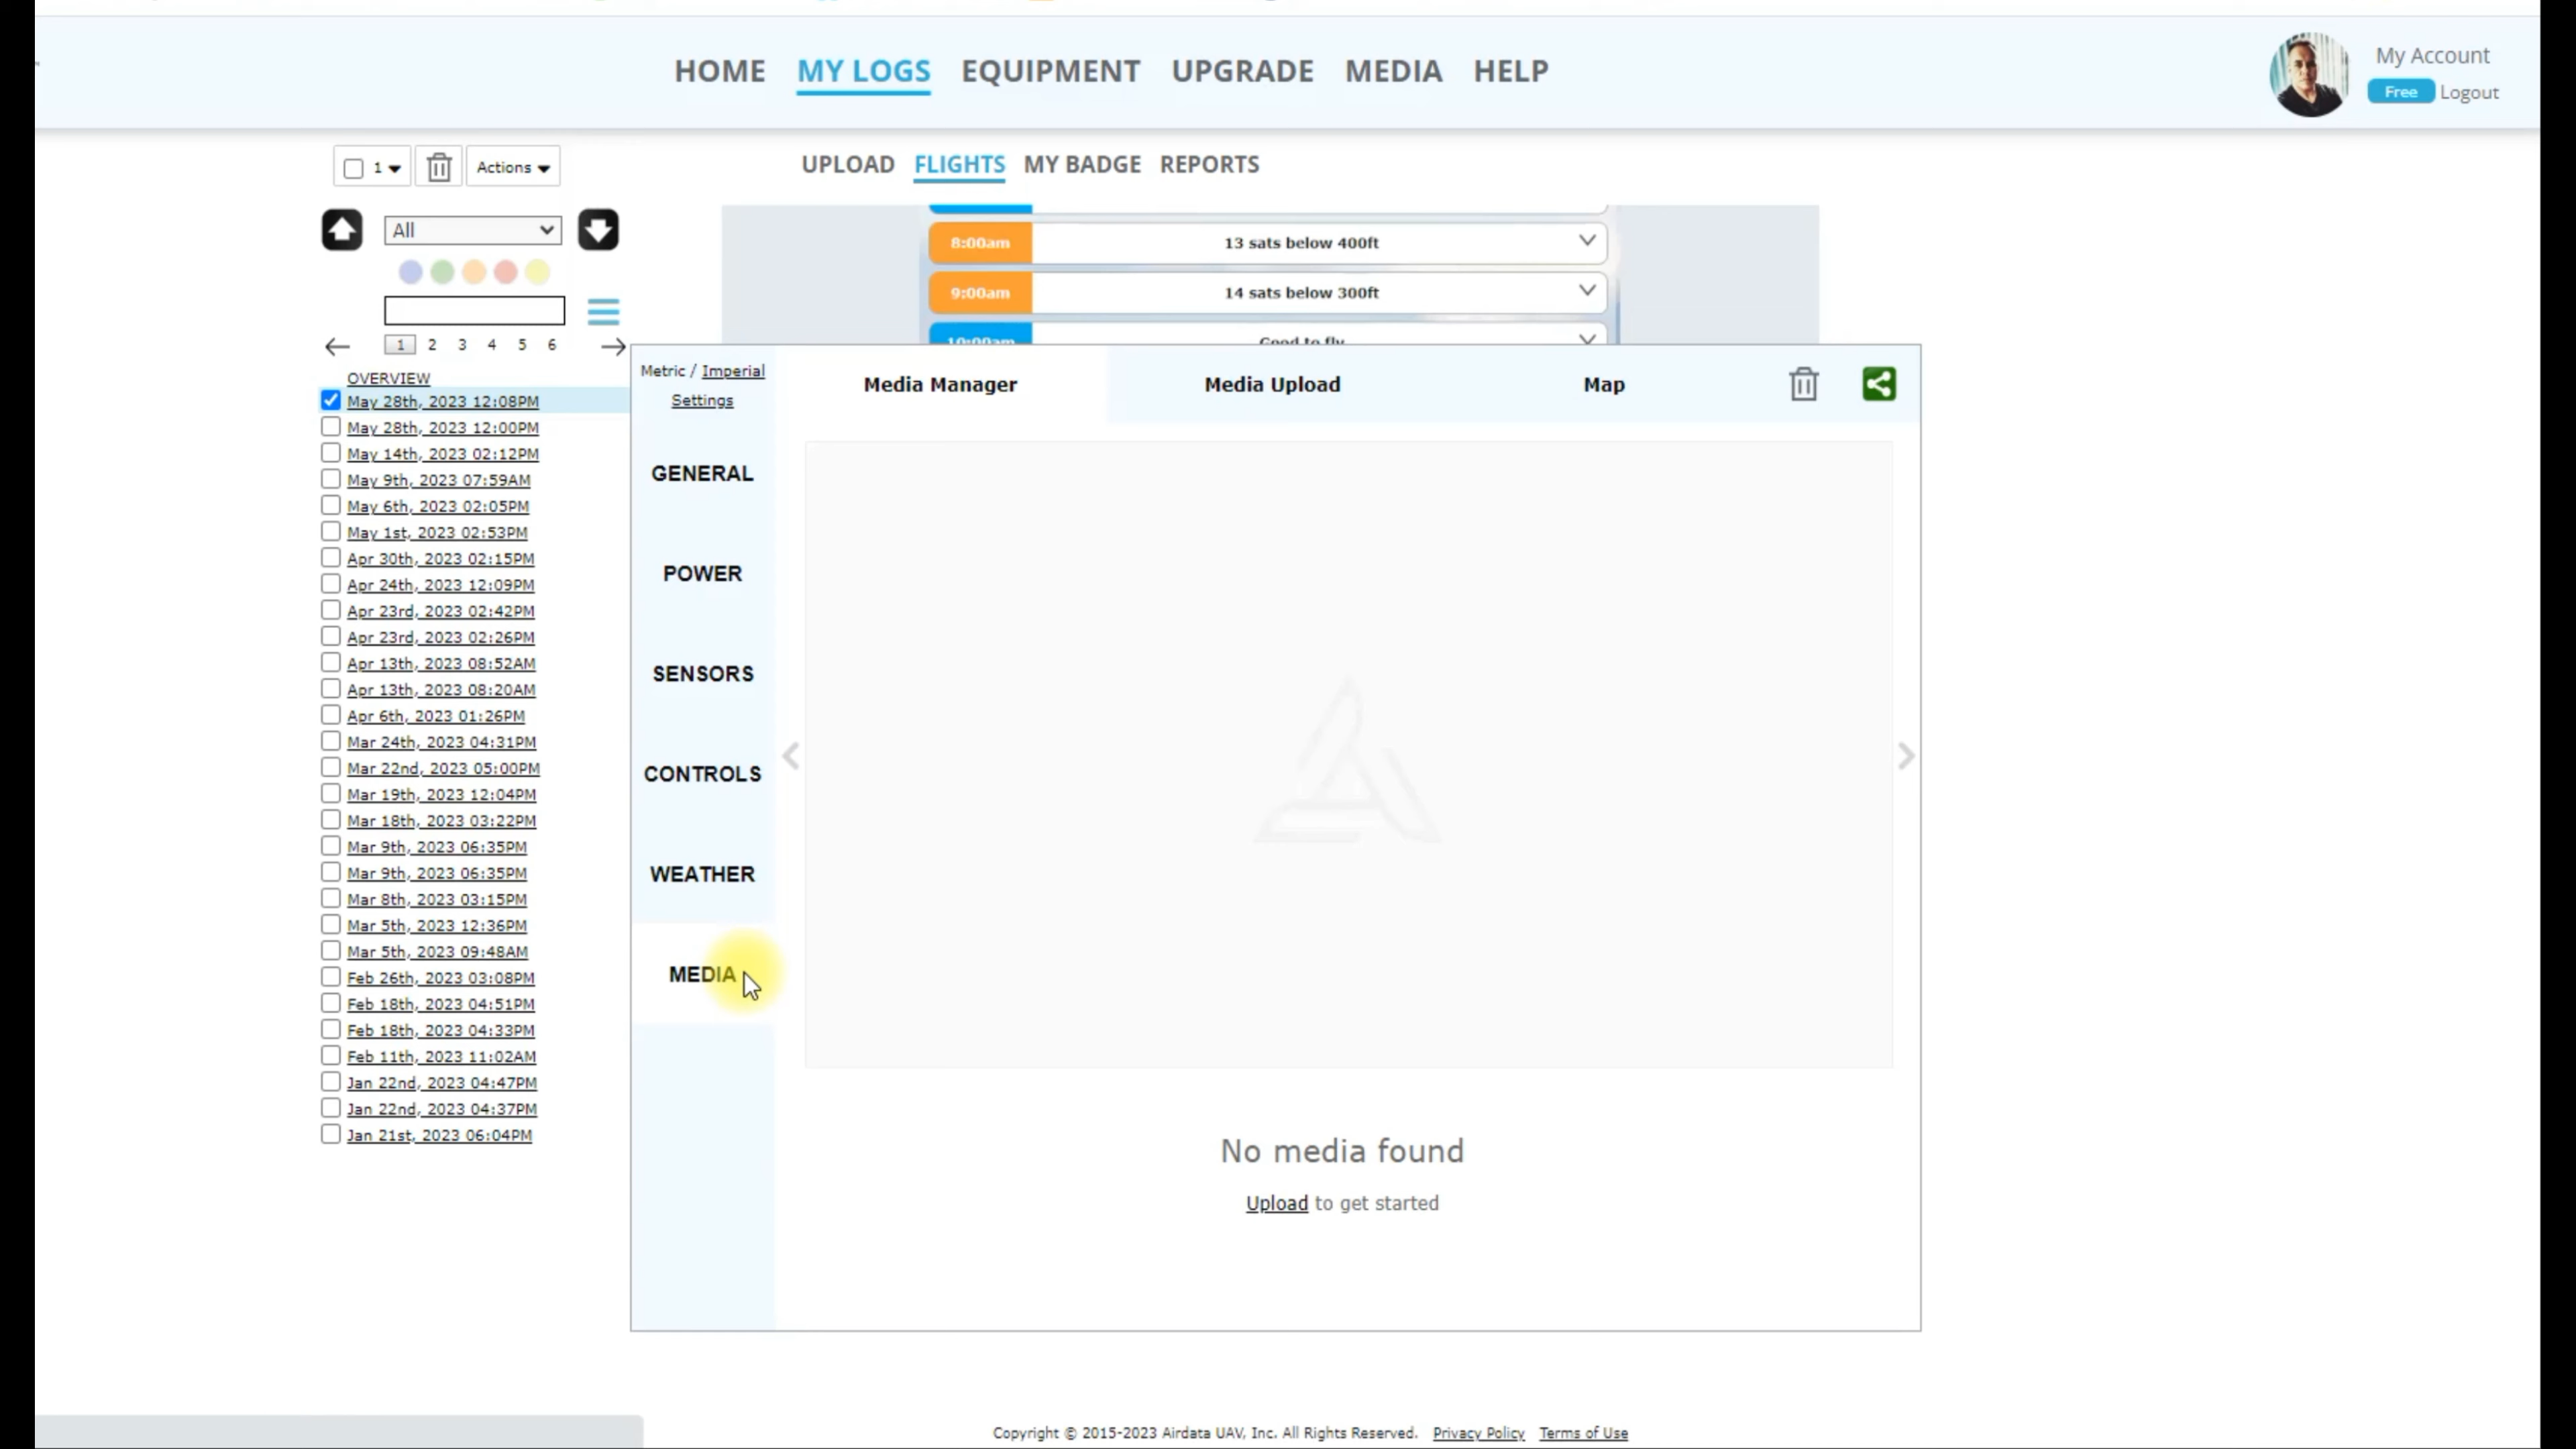 HOME MY LOGS EQUIPMENT UPGRADE MEDIA HELP
My Account
Free Logout
1 Actions
UPLOAD FLIGHTS MY BADGE REPORTS
All
8:00am 13 sats below 400ft
9:00am 14 sats below 300ft
10:00am Good to fly
1 2 3 4 5 6
OVERVIEW
May 28th, 2023 12:08PM
May 28th, 2023 12:00PM
May 14th, 2023 02:12PM
May 9th, 2023 07:59AM
May 6th, 2023 02:05PM
May 1st, 2023 02:53PM
Apr 30th, 2023 02:15PM
Apr 24th, 2023 12:09PM
Apr 23rd, 2023 02:42PM
Apr 23rd, 2023 02:26PM
Apr 13th, 2023 08:52AM
Apr 13th, 2023 08:20AM
Apr 6th, 2023 01:26PM
Mar 24th, 2023 04:31PM
Mar 22nd, 2023 05:00PM
Mar 19th, 2023 12:04PM
Mar 18th, 2023 03:22PM
Mar 9th, 2023 06:35PM
Mar 9th, 2023 06:35PM
Mar 8th, 2023 03:15PM
Mar 5th, 2023 12:36PM
Mar 5th, 2023 09:48AM
Feb 26th, 2023 03:08PM
Feb 18th, 2023 04:51PM
Feb 18th, 2023 04:33PM
Feb 11th, 2023 11:02AM
Jan 22nd, 2023 04:47PM
Jan 22nd, 2023 04:37PM
Jan 21st, 2023 06:04PM
Metric / Imperial
Settings
GENERAL
POWER
SENSORS
CONTROLS
WEATHER
MEDIA
Media Manager Media Upload Map
No media found
Upload to get started
Copyright © 2015-2023 Airdata UAV, Inc. All Rights Reserved. Privacy Policy Terms of Use